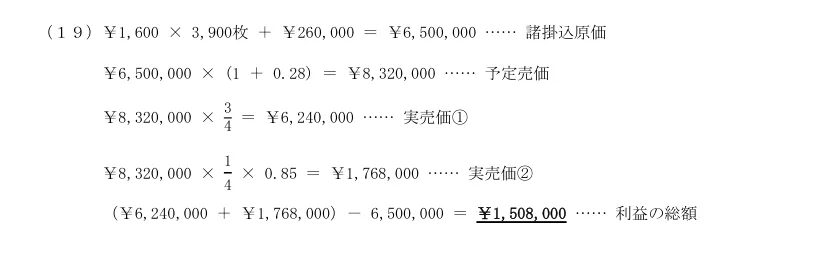 （１９）￥1,600 × 3,900枚 ＋ ￥260,000 ＝ ￥6,500,000 …… 諸掛込原価
￥6,500,000 ×（1 ＋ 0.28）＝ ￥8,320,000 …… 予定売価
￥8,320,000 × 3/4 ＝ ￥6,240,000 …… 実売価①
￥8,320,000 × 1/4 × 0.85 ＝ ￥1,768,000 …… 実売価②
（￥6,240,000 ＋ ￥1,768,000）－ 6,500,000 ＝ ￥1,508,000 …… 利益の総額